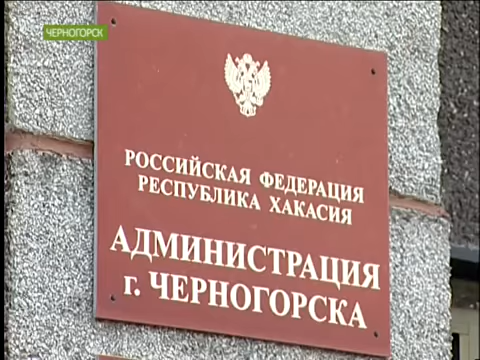 ЧЕРНОГОРСК
РОССИЙСКАЯ ФЕДЕРАЦИЯ
РЕСПУБЛИКА ХАКАСИЯ
АДМИНИСТРАЦИЯ
г. ЧЕРНОГОРСКА